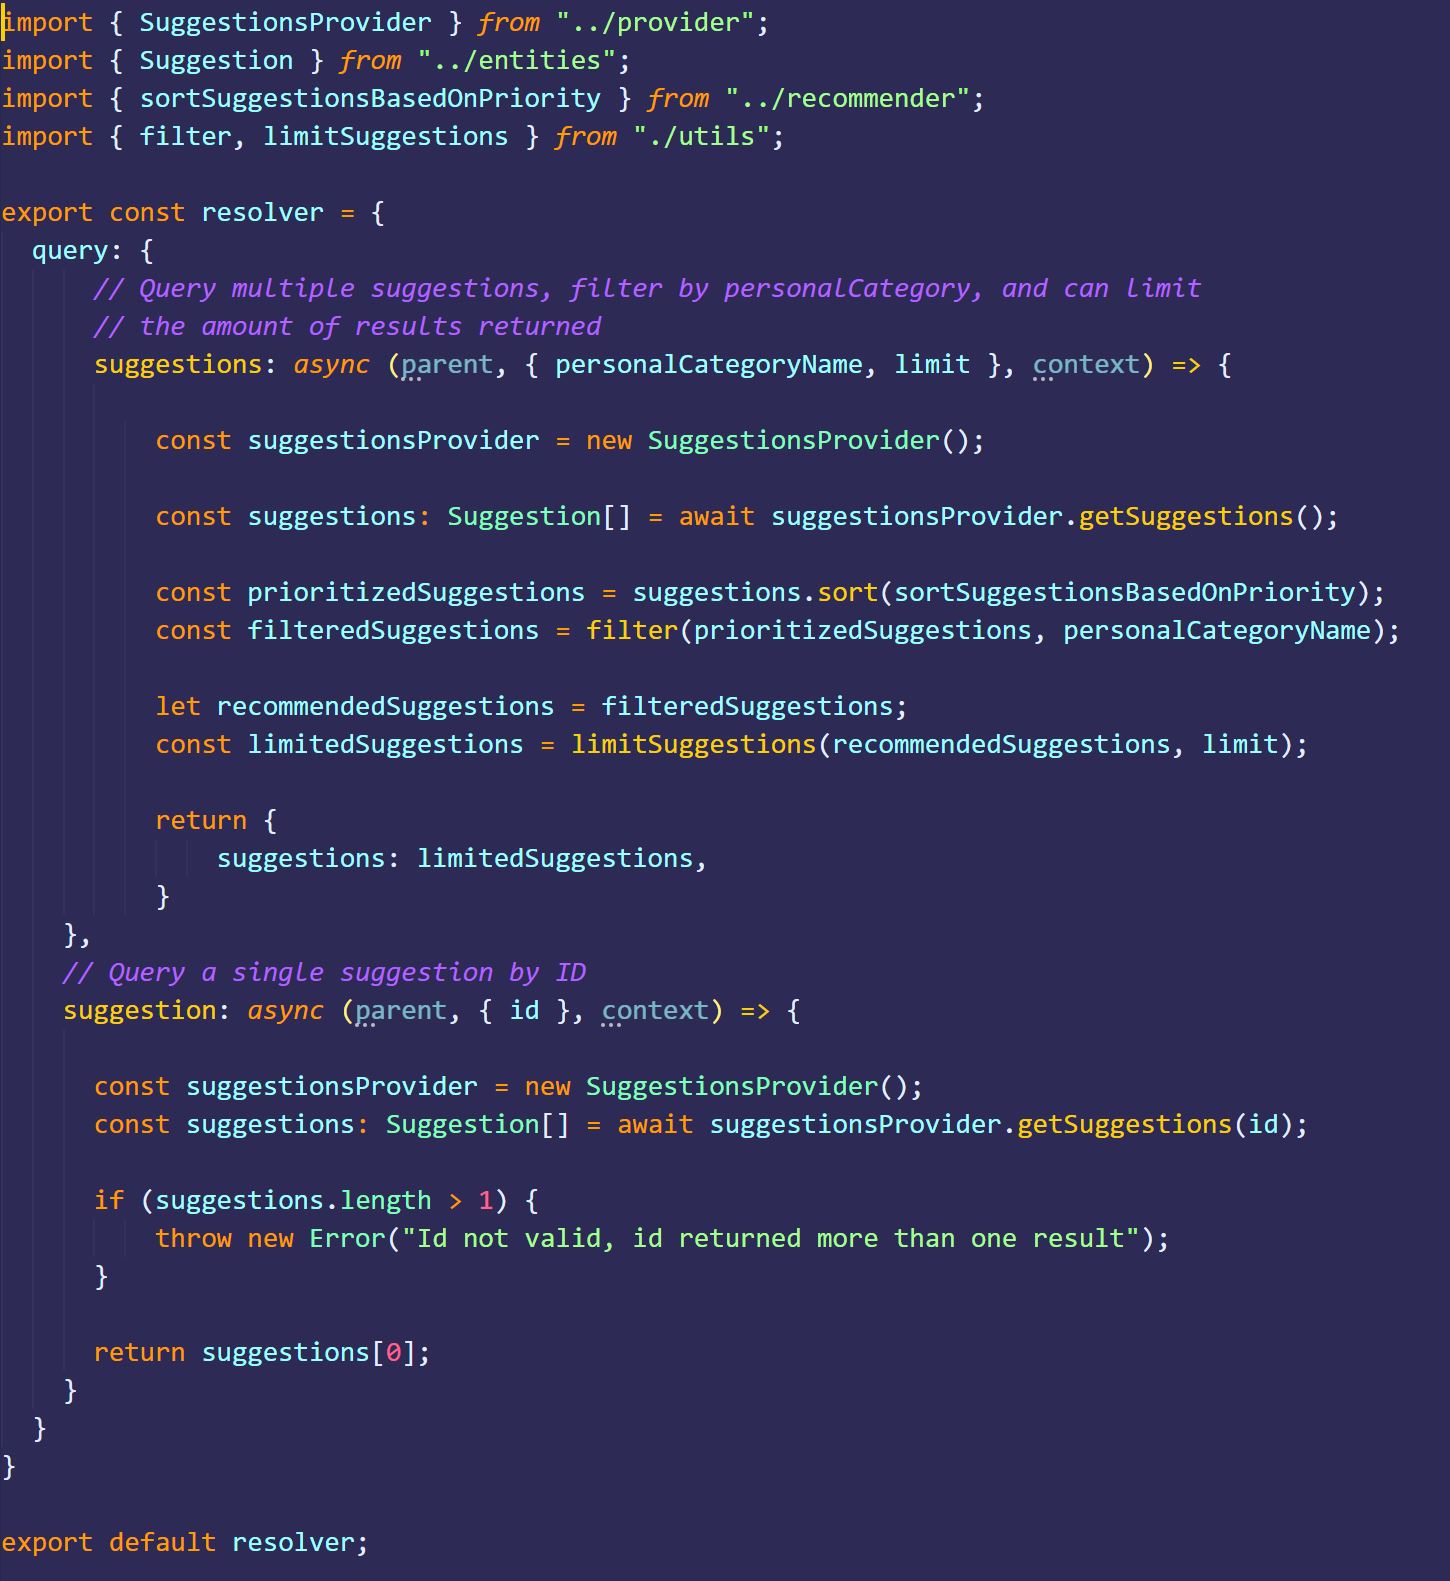 import { SuggestionsProvider } from "../provider";
import { Suggestion } from "../entities";
import { sortSuggestionsBasedOnPriority } from "../recommender";
import { filter, limitSuggestions } from "./utils";
export const resolver = {
query: {
// Query multiple suggestions, filter by personalCategory, and can limit
// the amount of results returned
suggestions: async (parent, { personalCategoryName, limit }, context) => {
const suggestionsProvider = new SuggestionsProvider();
const suggestions: Suggestion[] = await suggestionsProvider.getSuggestions();
const prioritizedSuggestions = suggestions.sort(sortSuggestionsBasedOnPriority);
const filteredSuggestions = filter(prioritizedSuggestions, personalCategoryName);
let recommendedSuggestions = filteredSuggestions;
const limitedSuggestions = limitSuggestions(recommendedSuggestions, limit);
return {
suggestions: limitedSuggestions,
}
},
// Query a single suggestion by ID
suggestion: async (parent, { id }, context) => {
const suggestionsProvider = new SuggestionsProvider();
const suggestions: Suggestion[] = await suggestionsProvider.getSuggestions(id);
if (suggestions.length > 1) {
throw new Error("Id not valid, id returned more than one result");
}
return suggestions[0];
}
}
}
export default resolver;